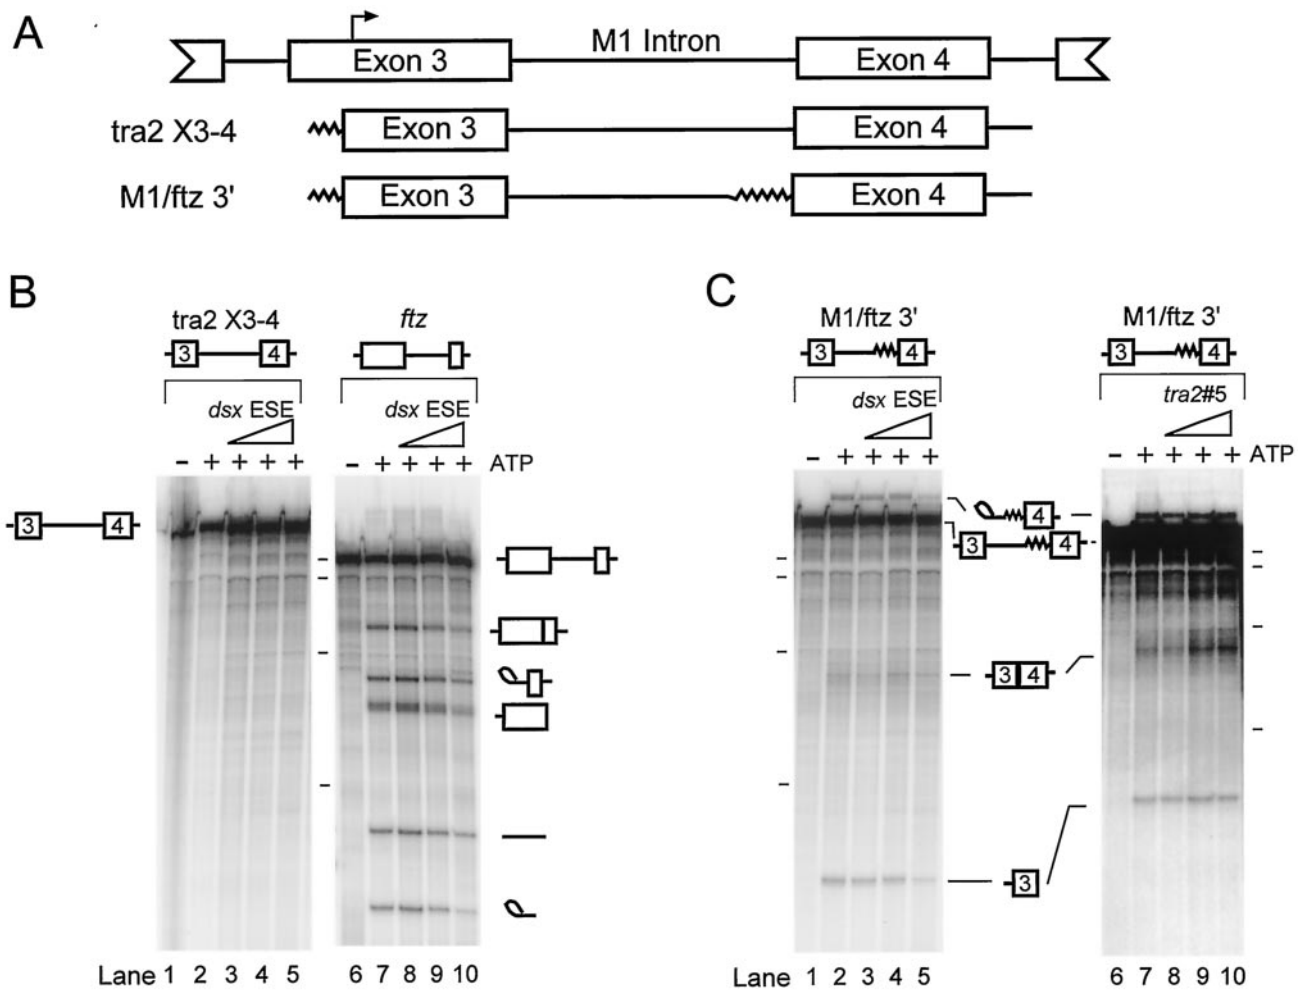 A
Exon 3
M1 Intron
Exon 4
tra2 X3-4
Exon 3
Exon 4
M1/ftz 3'
Exon 3
Exon 4
B
tra2 X3-4
ftz
3
4
dsx ESE
dsx ESE
– + + + +
– + + + +
ATP
3
4
Lane 1 2 3 4 5
6 7 8 9 10
C
M1/ftz 3'
M1/ftz 3'
3
4
3
4
dsx ESE
tra2#5
– + + + +
– + + + +
ATP
4
3
4
3 4
3
Lane 1 2 3 4 5
6 7 8 9 10